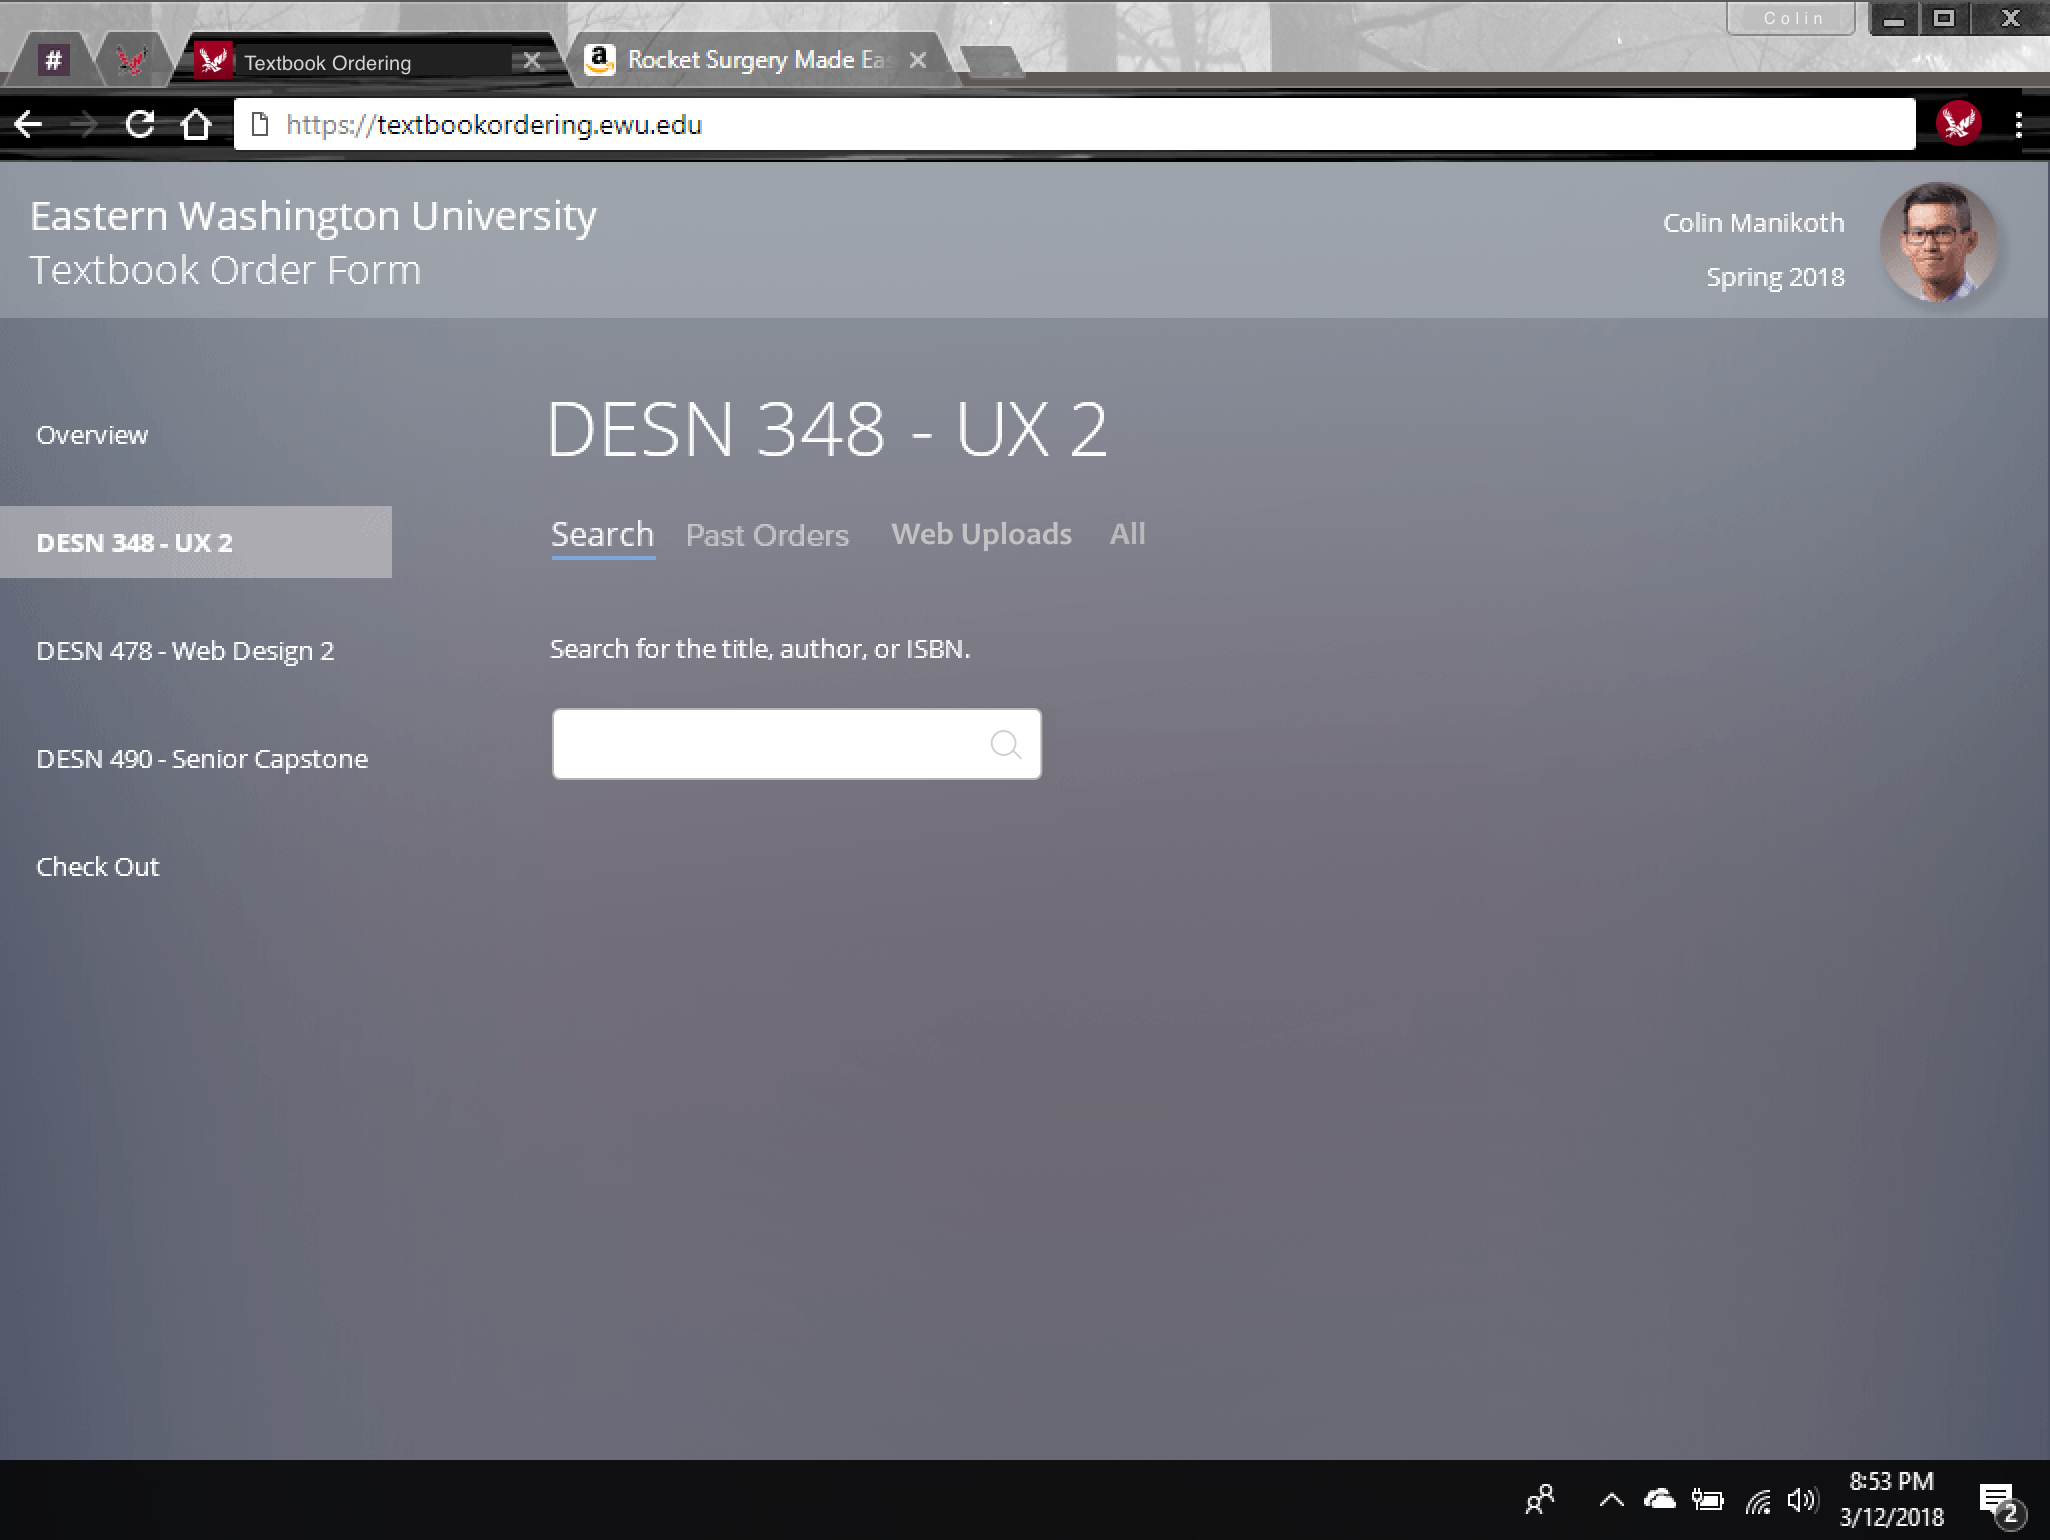 Colin
#
Textbook Ordering
Rocket Surgery Made Eas
https://textbookordering.ewu.edu
Eastern Washington University
Textbook Order Form
Colin Manikoth
Spring 2018
Overview
DESN 348 - UX 2
DESN 478 - Web Design 2
DESN 490 - Senior Capstone
Check Out
DESN 348 - UX 2
Search Past Orders Web Uploads All
Search for the title, author, or ISBN.
8:53 PM
3/12/2018
2